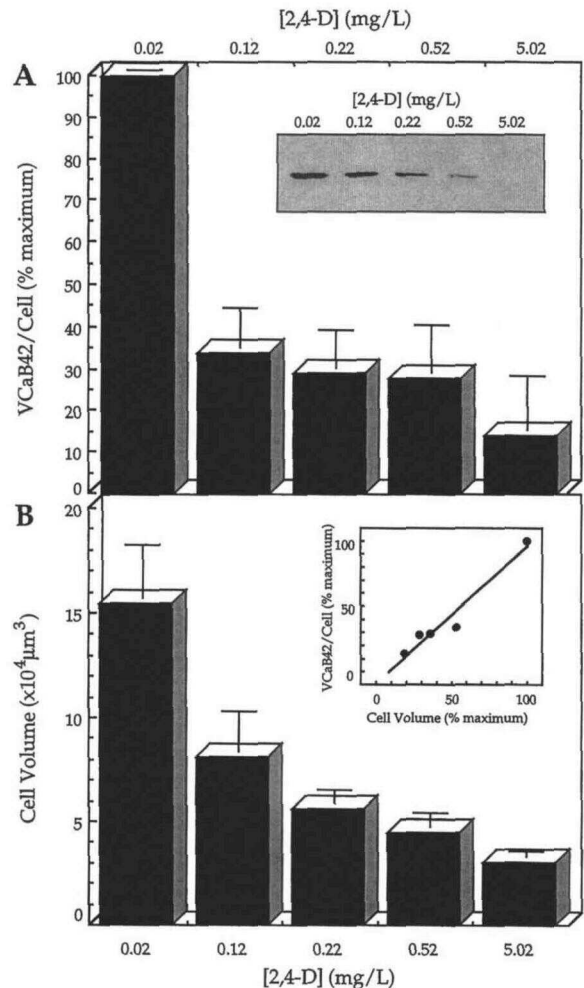 [2,4-D] (mg/L)
0.02 0.12 0.22 0.52 5.02
A
VCaB42/Cell (% maximum)
100
90
80
70
60
50
40
30
20
10
0
[2,4-D] (mg/L)
0.02 0.12 0.22 0.52 5.02
B
Cell Volume (x10⁴µm³)
20
15
10
5
0
VCaB42/Cell (% maximum)
100
50
0
0 50 100
Cell Volume (% maximum)
0.02 0.12 0.22 0.52 5.02
[2,4-D] (mg/L)